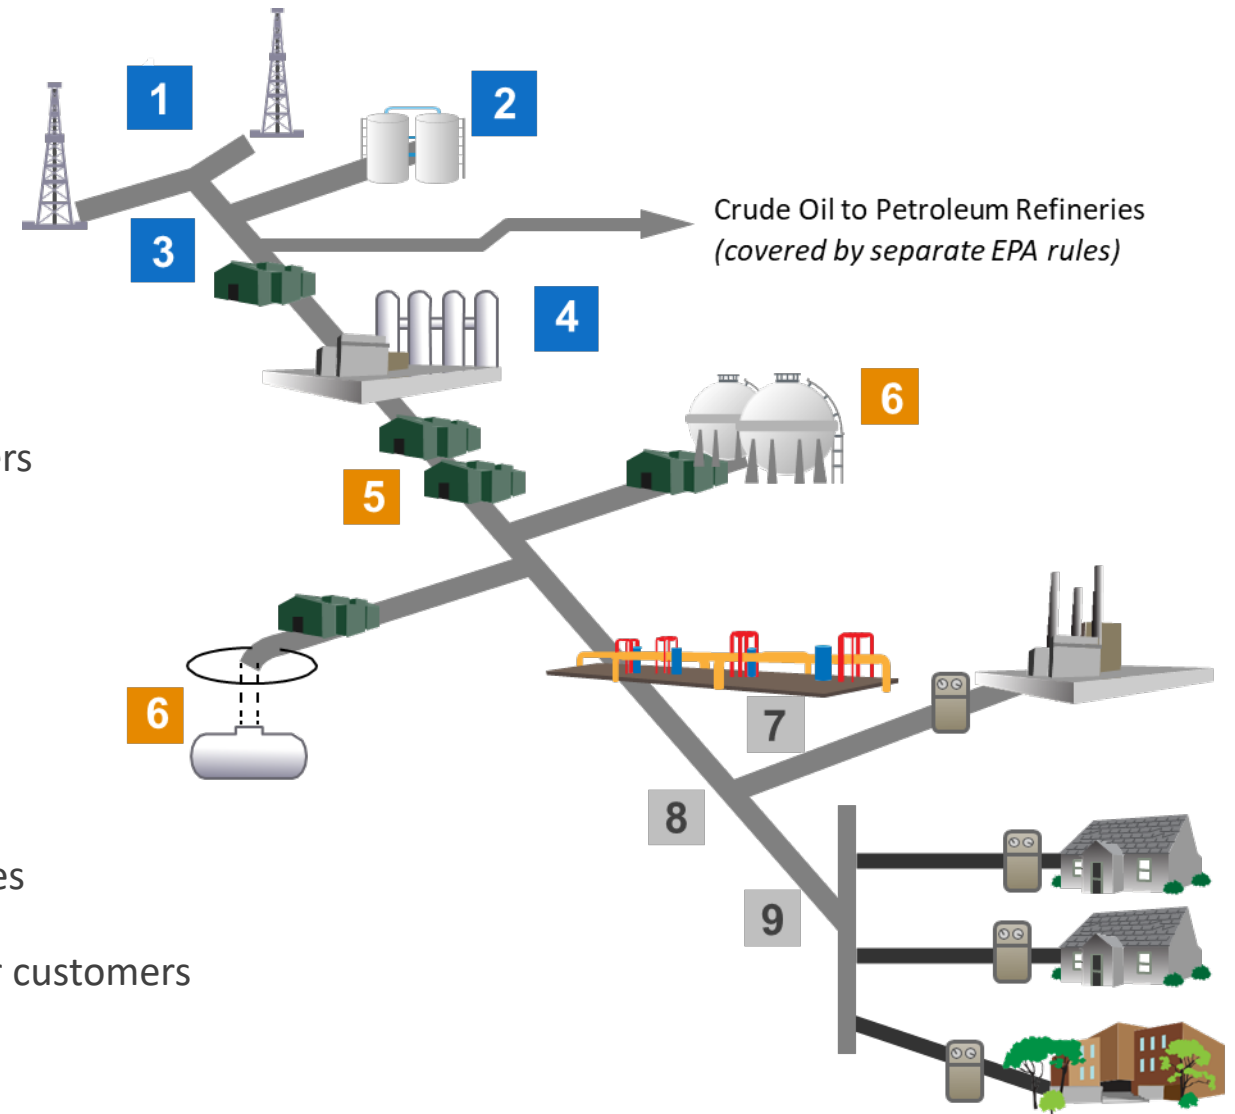 1
2
Crude Oil to Petroleum Refineries
(covered by separate EPA rules)
3
4
6
rs
5
6
7
8
es
9
r customers